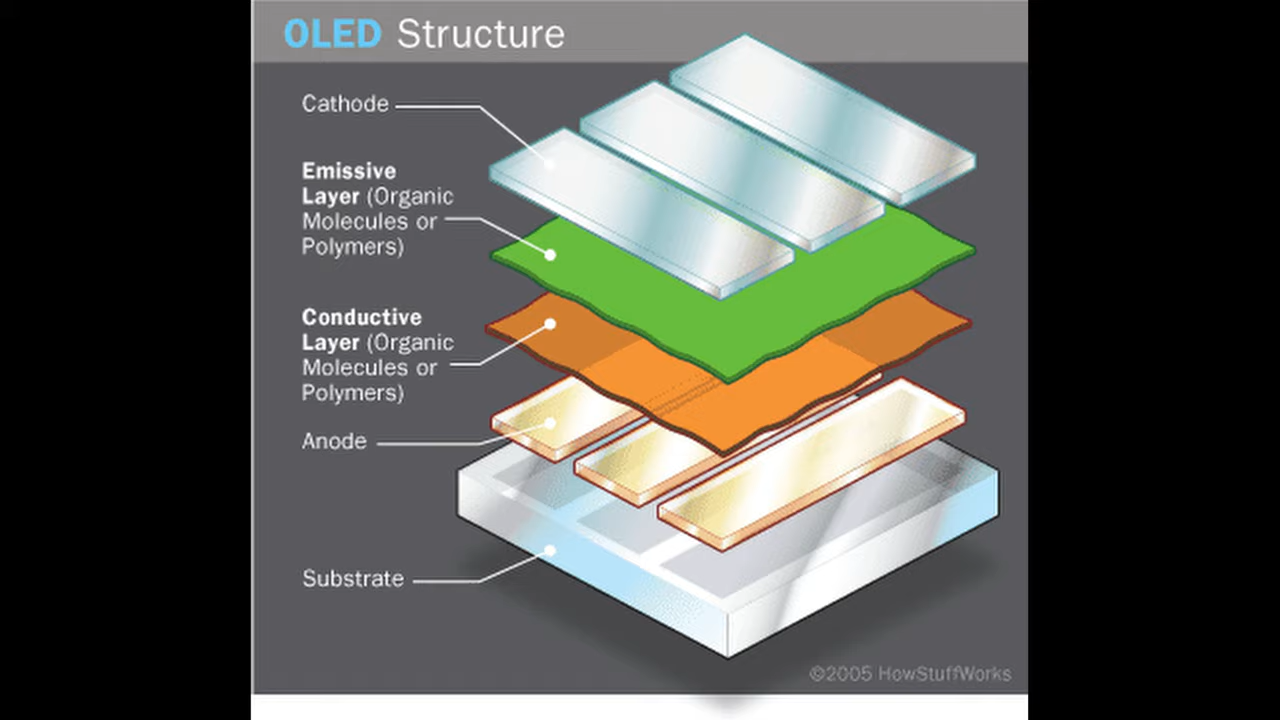 OLED Structure
Cathode
Emissive
Layer (Organic
Molecules or
Polymers)
Conductive
Layer (Organic
Molecules or
Polymers)
Anode
Substrate
©2005 HowStuffWorks